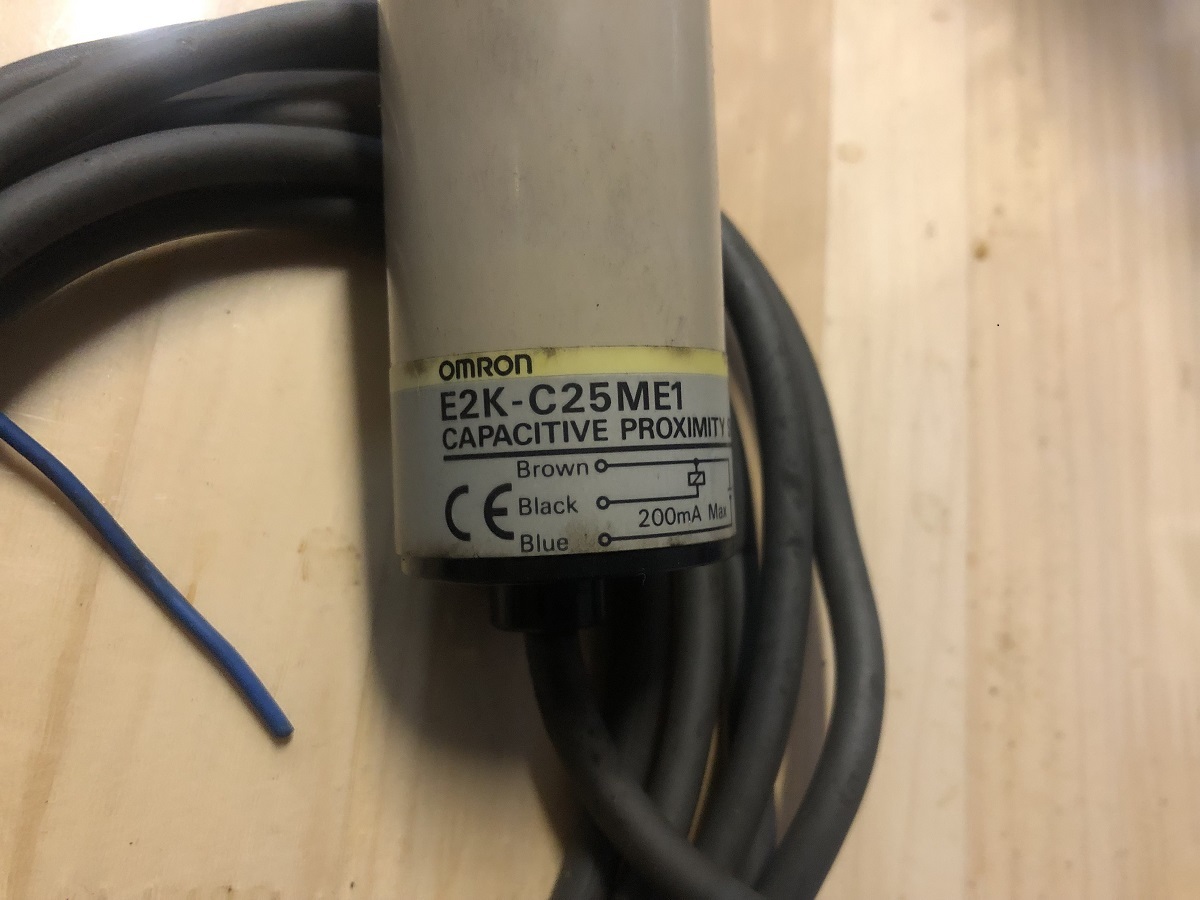 OMRON
E2K-C25ME1
CAPACITIVE PROXIMITY
Brown
CE Black
200mA Max
Blue